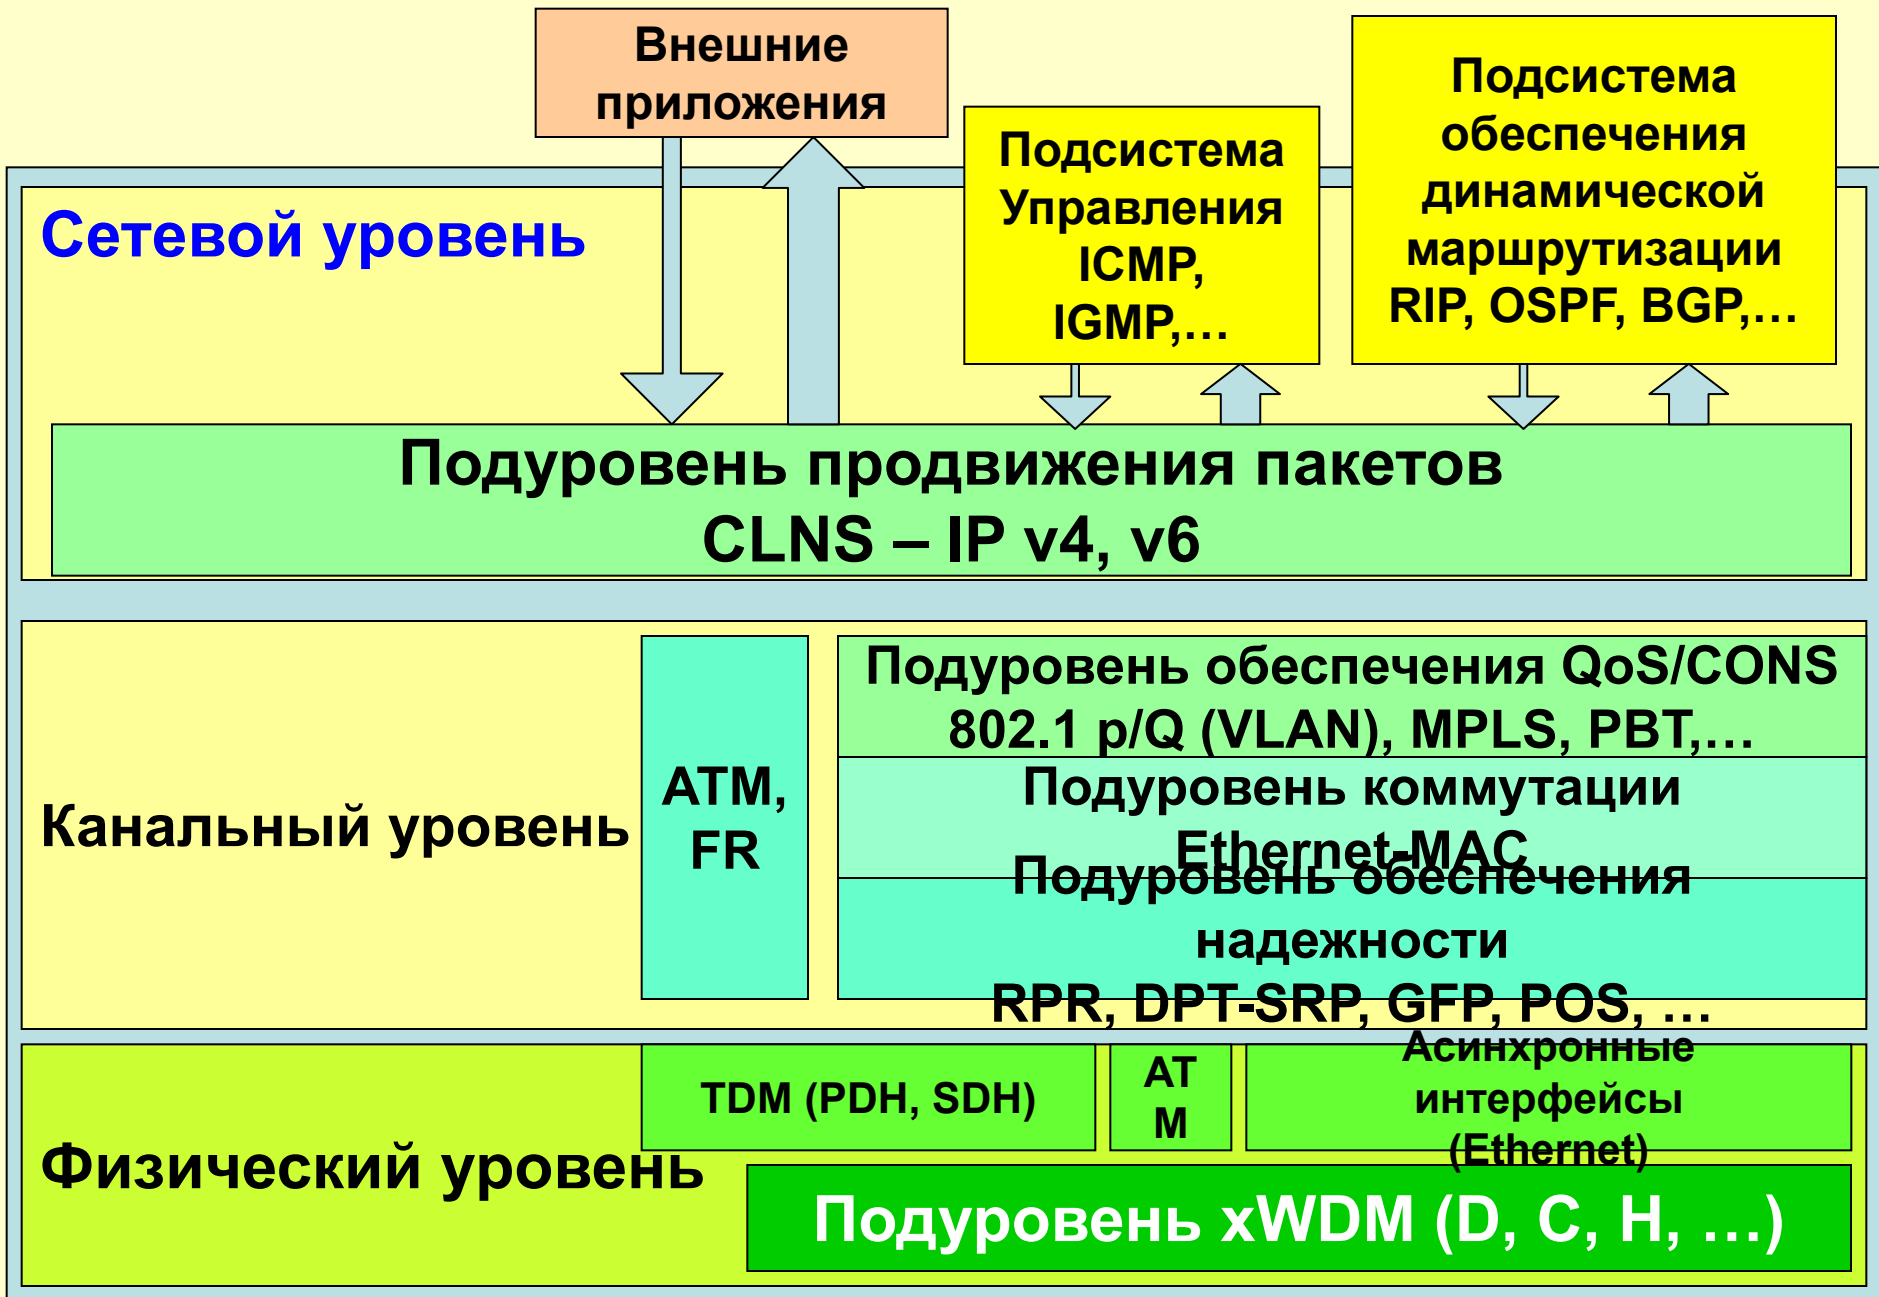 Внешние
приложения
Подсистема
Управления
ICMP,
IGMP,…
Подсистема
обеспечения
динамической
маршрутизации
RIP, OSPF, BGP,…
Сетевой уровень
Подуровень продвижения пакетов
CLNS – IP v4, v6
Канальный уровень
ATM,
FR
Подуровень обеспечения QoS/CONS
802.1 p/Q (VLAN), MPLS, PBT,…
Подуровень коммутации
Ethernet-MAC
Подуровень обеспечения
надежности
RPR, DPT-SRP, GFP, POS, …
Физический уровень
TDM (PDH, SDH)
AT
M
Асинхронные
интерфейсы
(Ethernet)
Подуровень xWDM (D, C, H, …)